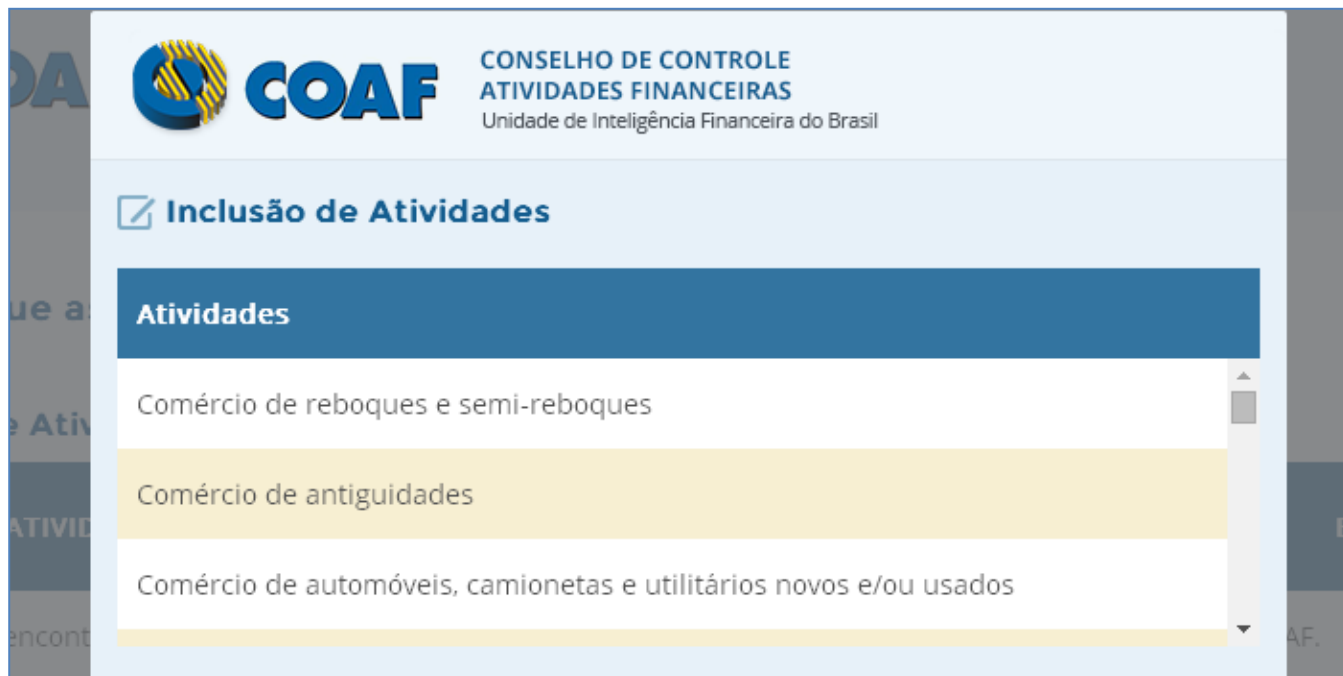 COAF
CONSELHO DE CONTROLE
ATIVIDADES FINANCEIRAS
Unidade de Inteligência Financeira do Brasil
Inclusão de Atividades
Atividades
Comércio de reboques e semi-reboques
Comércio de antiguidades
Comércio de automóveis, camionetas e utilitários novos e/ou usados